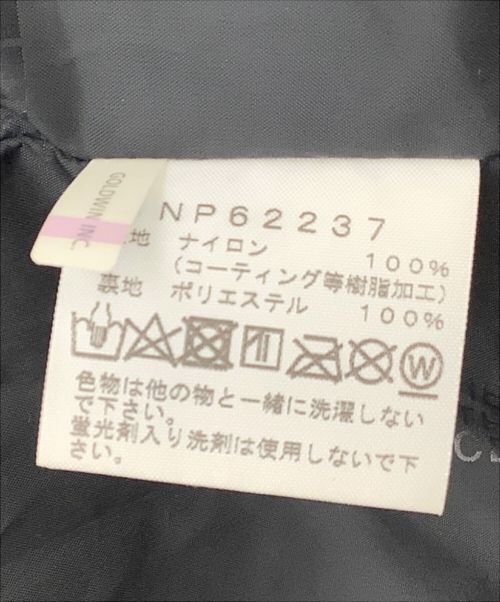 GOLDWIN INC.
NP62237
地 ナイロン 100%
(コーティング等樹脂加工)
裏地 ポリエステル 100%
W
色物は他の物と一緒に洗濯しない
で下さい。
蛍光剤入り洗剤は使用しないで下
さい。